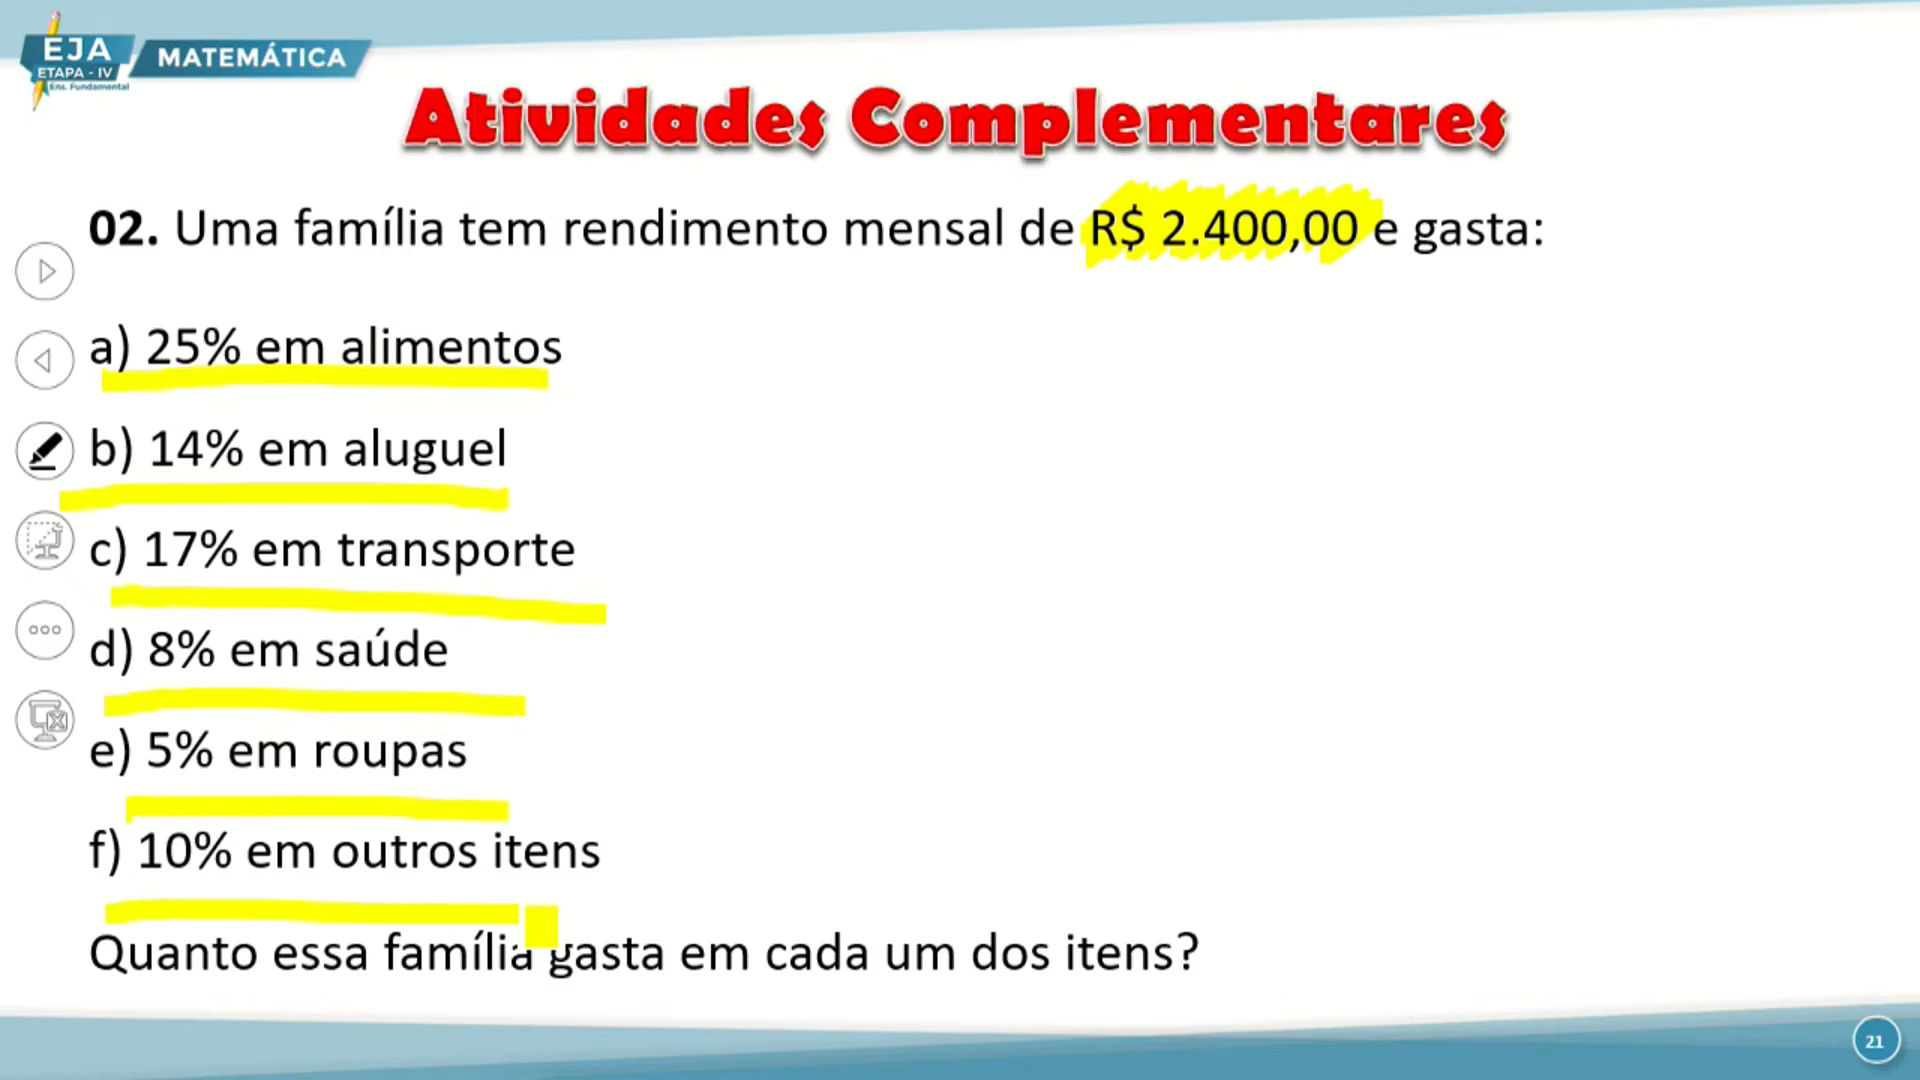 EJA
ETAPA - IV
Ens. Fundamental
MATEMÁTICA
Atividades Complementares
02. Uma família tem rendimento mensal de R$ 2.400,00 e gasta:
a) 25% em alimentos
b) 14% em aluguel
c) 17% em transporte
d) 8% em saúde
e) 5% em roupas
f) 10% em outros itens
Quanto essa família gasta em cada um dos itens?
21